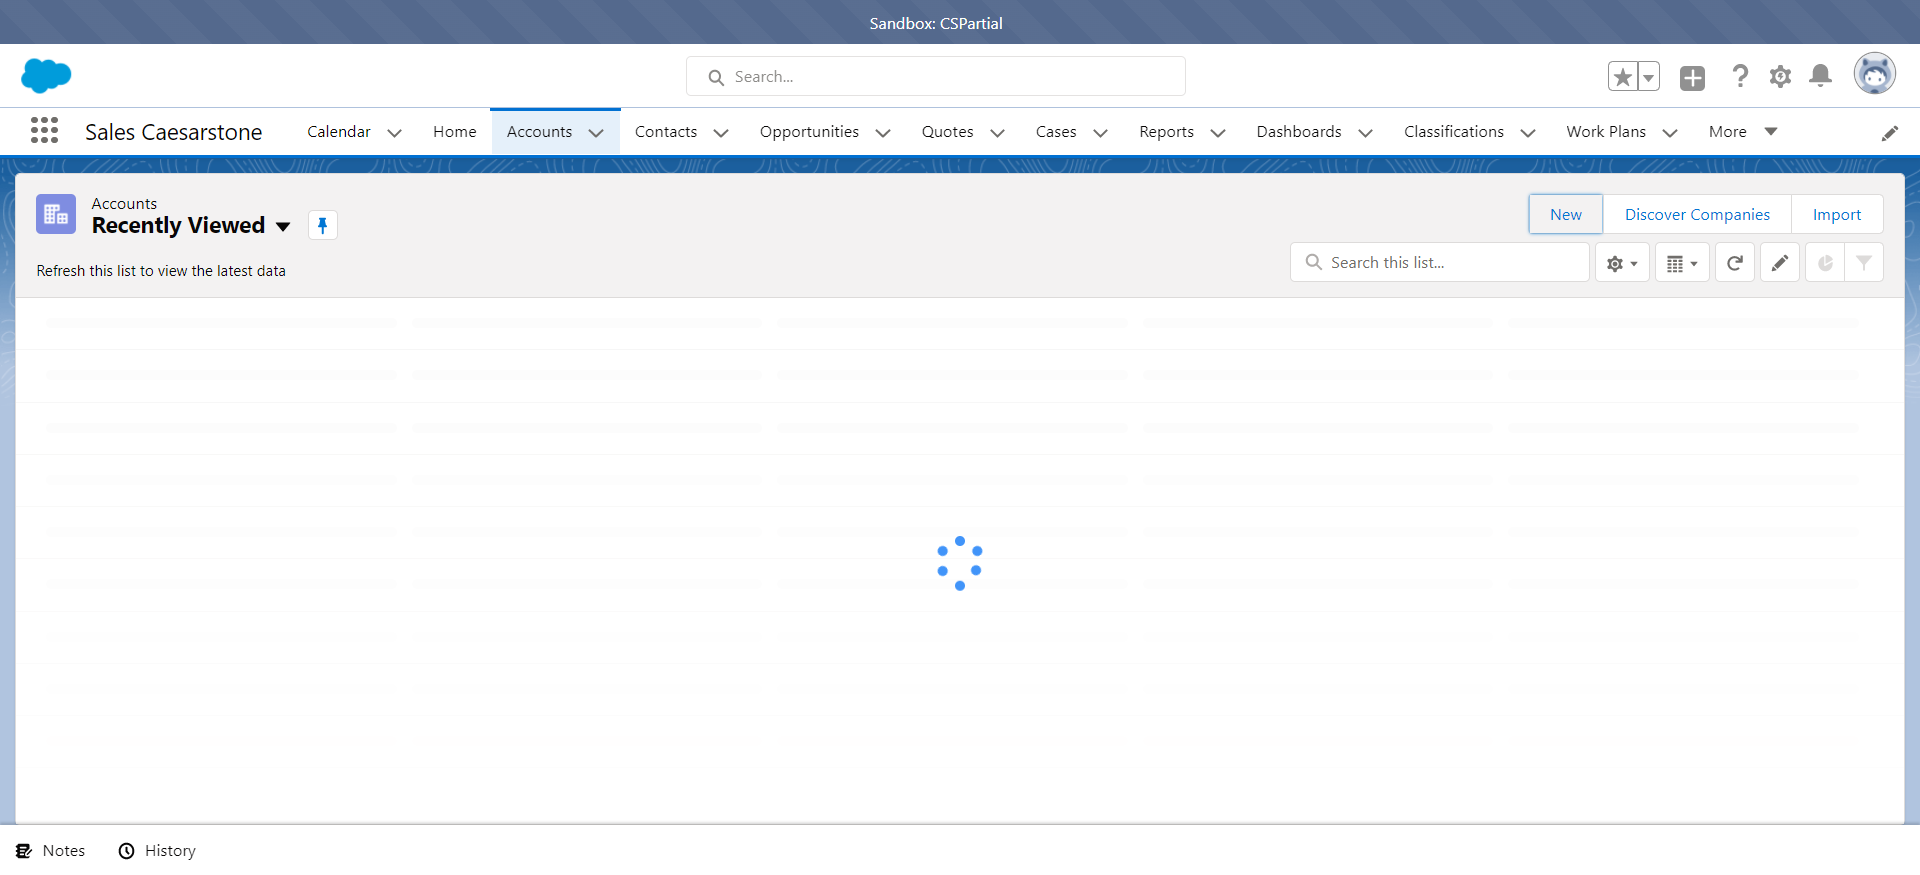 Sandbox: CSPartial
Search...
Sales Caesarstone
Calendar
Home
Accounts
Contacts
Opportunities
Quotes
Cases
Reports
Dashboards
Classifications
Work Plans
More
Accounts
Recently Viewed
New
Discover Companies
Import
Refresh this list to view the latest data
Search this list...
Notes
History